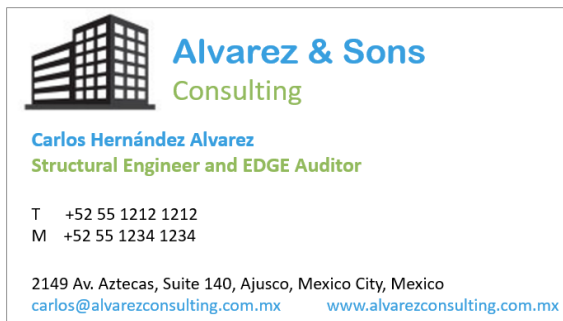 Alvarez & Sons
Consulting
Carlos Hernández Alvarez
Structural Engineer and EDGE Auditor
T +52 55 1212 1212
M +52 55 1234 1234
2149 Av. Aztecas, Suite 140, Ajusco, Mexico City, Mexico
carlos@alvarezconsulting.com.mx www.alvarezconsulting.com.mx